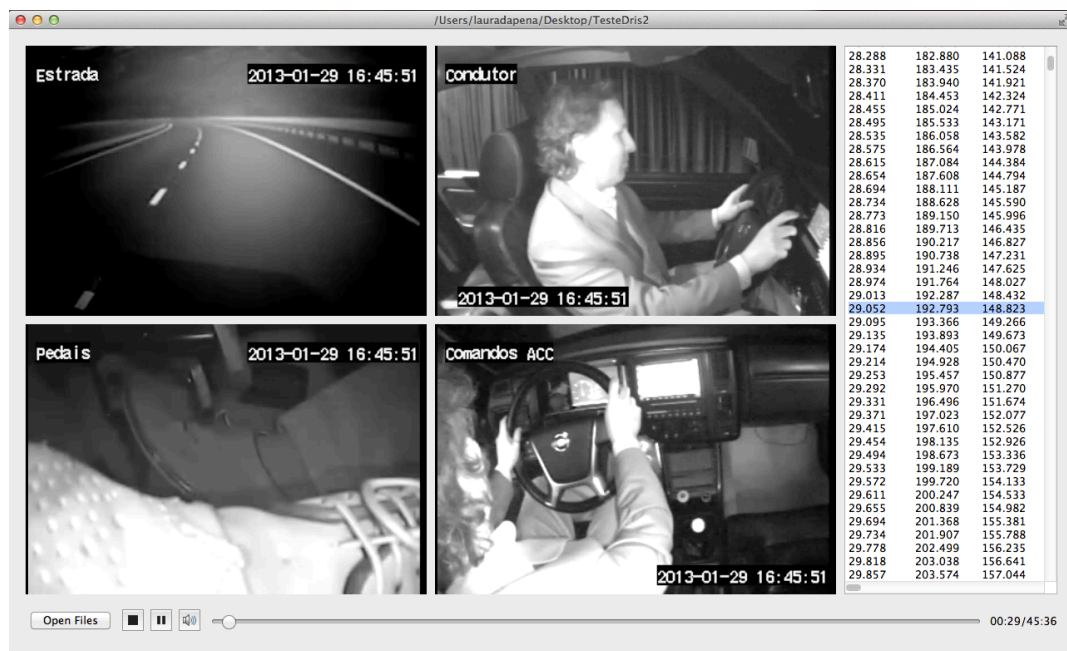 /Users/lauradapena/Desktop/TesteDris2
Estrada 2013-01-29 16:45:51
Condutor
2013-01-29 16:45:51
Pedais 2013-01-29 16:45:51
Comandos ACC
2013-01-29 16:45:51
28.288 182.880 141.088
28.331 183.435 141.524
28.370 183.940 141.921
28.411 184.453 142.324
28.455 185.024 142.771
28.495 185.533 143.171
28.535 186.058 143.582
28.575 186.564 143.978
28.615 187.084 144.384
28.654 187.608 144.794
28.694 188.111 145.187
28.734 188.628 145.590
28.773 189.150 145.996
28.816 189.713 146.435
28.856 190.217 146.827
28.895 190.738 147.231
28.934 191.246 147.625
28.974 191.764 148.027
29.013 192.287 148.432
29.052 192.793 148.823
29.095 193.366 149.266
29.135 193.893 149.673
29.174 194.405 150.067
29.214 194.928 150.470
29.253 195.457 150.877
29.292 195.970 151.270
29.331 196.496 151.674
29.371 197.023 152.077
29.415 197.610 152.526
29.454 198.135 152.926
29.494 198.673 153.336
29.533 199.189 153.729
29.572 199.720 154.133
29.611 200.247 154.533
29.655 200.839 154.982
29.694 201.368 155.381
29.734 201.907 155.788
29.778 202.499 156.235
29.818 203.038 156.641
29.857 203.574 157.044
Open Files 00:29/45:36